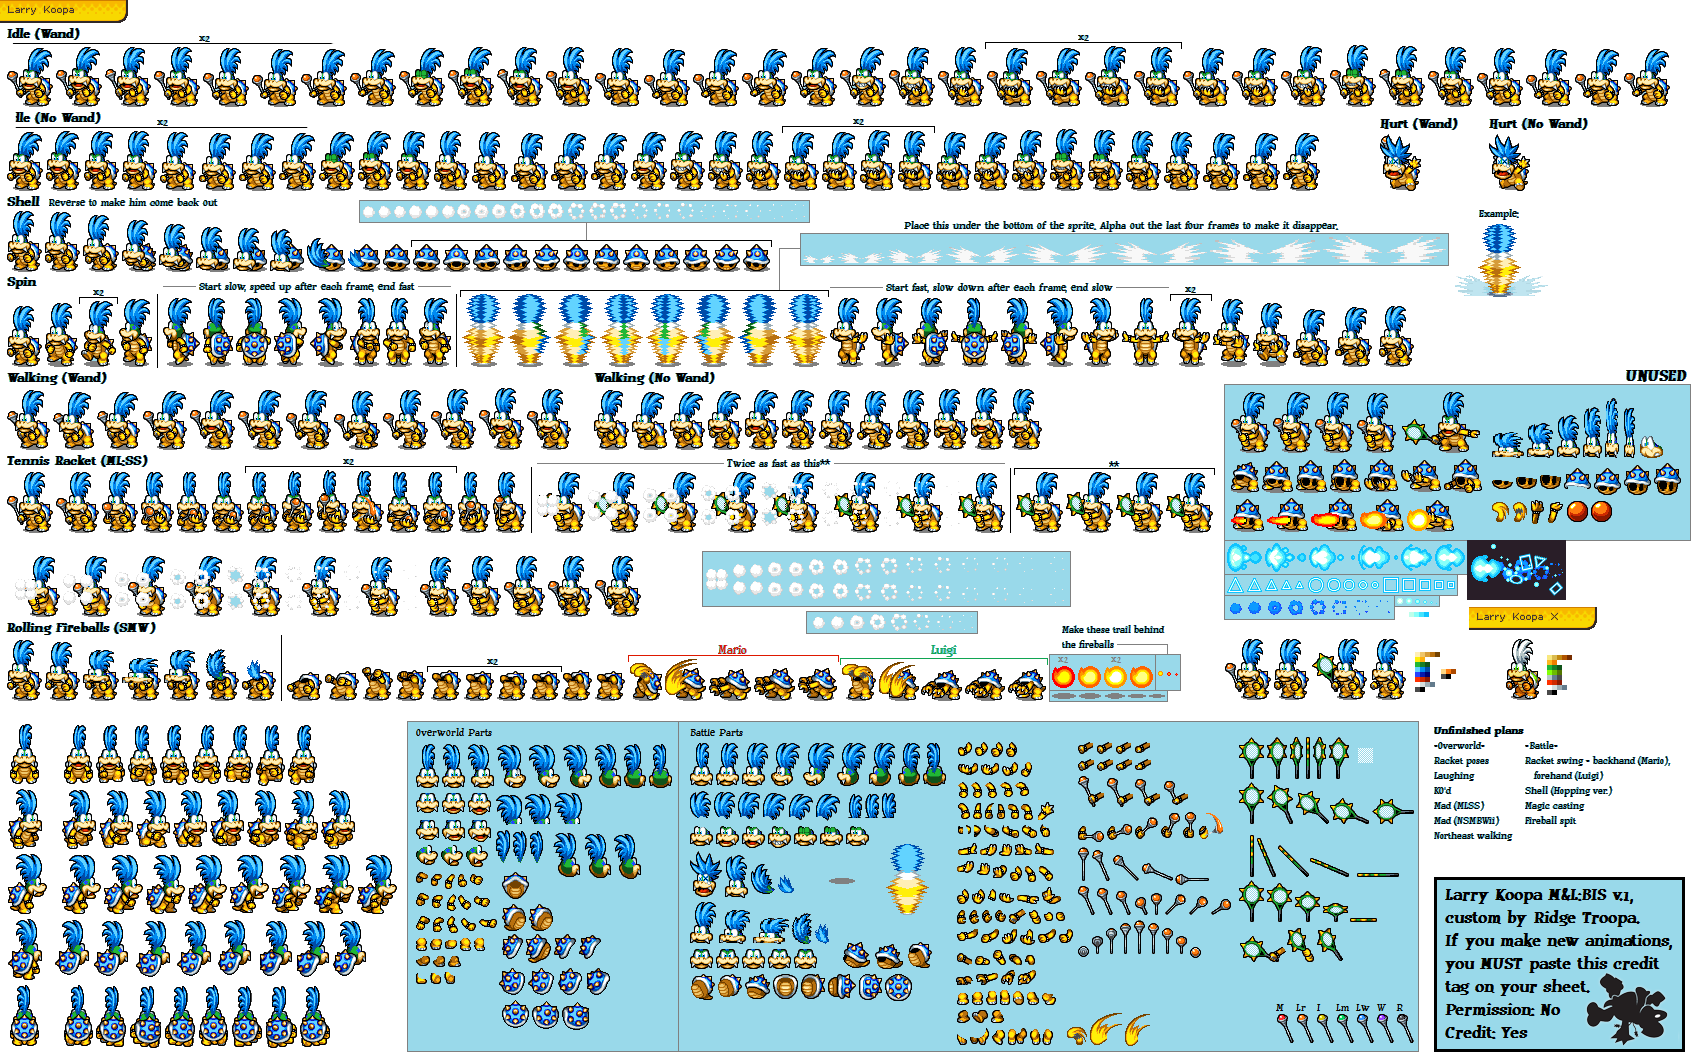 Larry Koopa
Idle (Wand)
x2
x2
Idle (No Wand)
x2
x2
Hurt (Wand)
Hurt (No Wand)
Shell Reverse to make him come back out
Place this under the bottom of the sprite. Alpha out the last four frames to make it disappear.
Example:
Spin
x2
Start slow, speed up after each frame, end fast
Start fast, slow down after each frame, end slow
x2
Walking (Wand)
Walking (No Wand)
UNUSED
Tennis Racket (ML:SS)
x2
Twice as fast as this**
**
Larry Koopa X
Rolling Fireballs (SMW)
x2
Mario
Luigi
Make these trail behind
the fireballs
x2
x2
Overworld Parts
Battle Parts
M Lr I Lm Lw W R
Unfinished plans
-Overworld-
Racket poses
Laughing
KO'd
Mad (MLSS)
Mad (NSMBWii)
Northeast walking
-Battle-
Racket swing - backhand (Mario),
forehand (Luigi)
Shell (Hopping ver.)
Magic casting
Fireball spit
Larry Koopa M&L:BIS v.1,
custom by Ridge Troopa.
If you make new animations,
you MUST paste this credit
tag on your sheet.
Permission: No
Credit: Yes